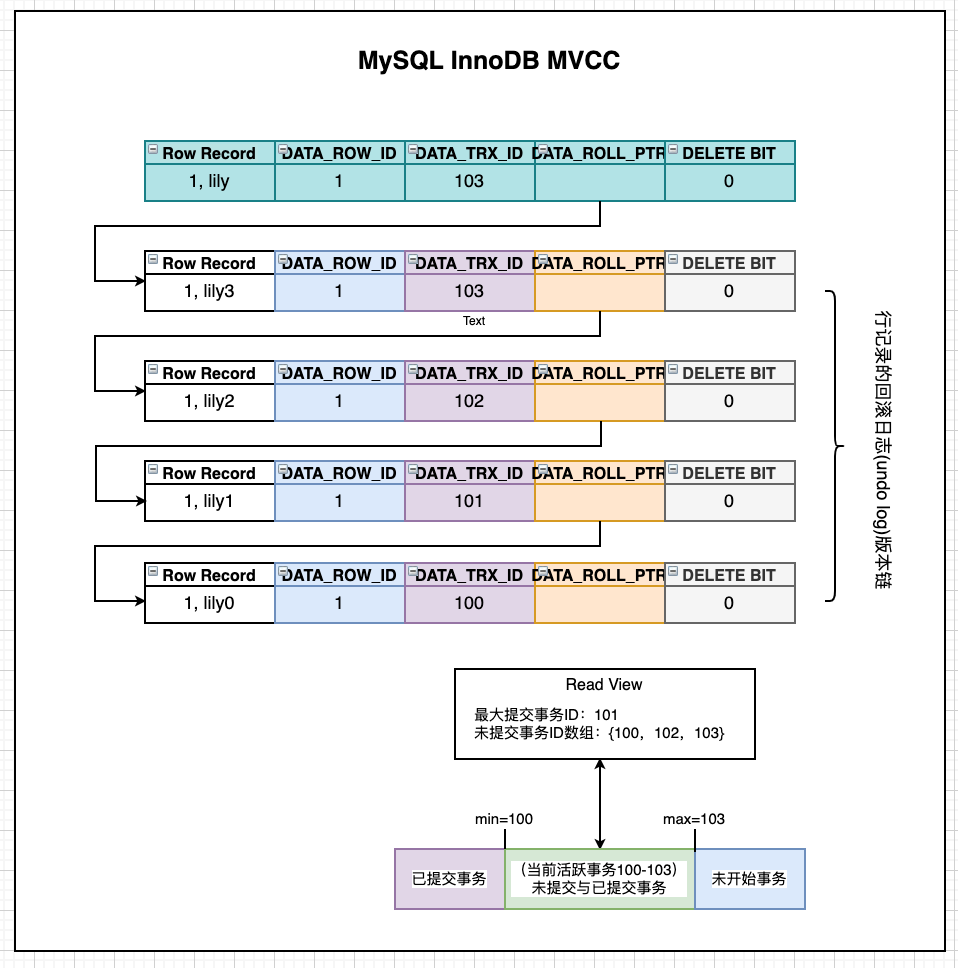 MySQL InnoDB MVCC
Row Record DATA_ROW_ID DATA_TRX_ID DATA_ROLL_PTR DELETE BIT
1, lily 1 103 0
Row Record DATA_ROW_ID DATA_TRX_ID DATA_ROLL_PTR DELETE BIT
1, lily3 1 103 0
Text
Row Record DATA_ROW_ID DATA_TRX_ID DATA_ROLL_PTR DELETE BIT
1, lily2 1 102 0
Row Record DATA_ROW_ID DATA_TRX_ID DATA_ROLL_PTR DELETE BIT
1, lily1 1 101 0
Row Record DATA_ROW_ID DATA_TRX_ID DATA_ROLL_PTR DELETE BIT
1, lily0 1 100 0
行记录的回滚日志(undo log)版本链
Read View
最大提交事务ID：101
未提交事务ID数组：{100，102，103}
min=100 max=103
已提交事务
（当前活跃事务100-103）
未提交与已提交事务
未开始事务